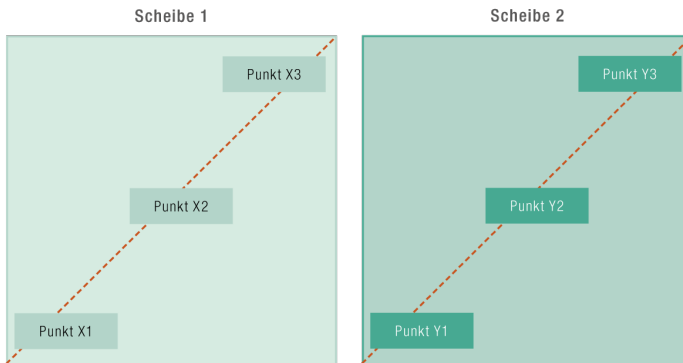 Scheibe 1
Punkt X3
Punkt X2
Punkt X1
Scheibe 2
Punkt Y3
Punkt Y2
Punkt Y1